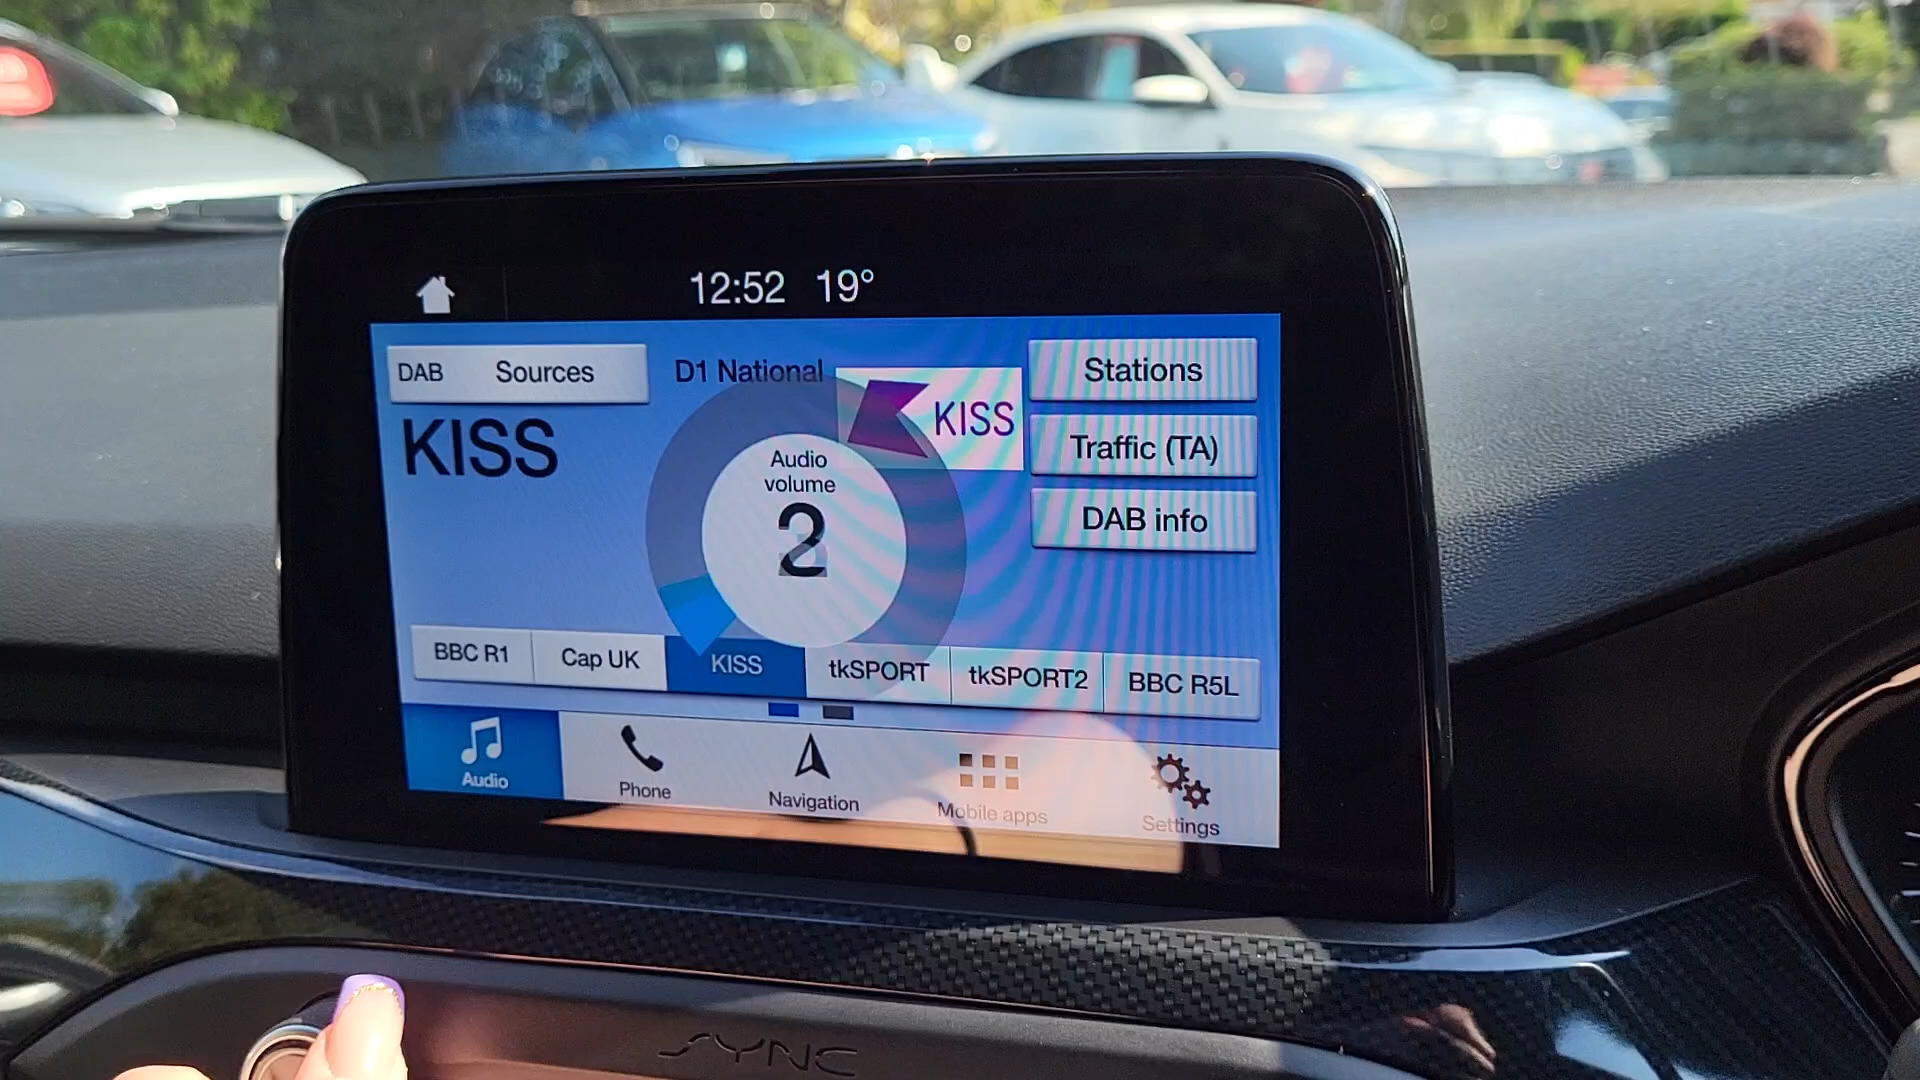 12:52 19°
DAB Sources
D1 National
Stations
KISS
KISS
Traffic (TA)
DAB info
Audio
volume
2
BBC R1
Cap UK
KISS
tkSPORT
tkSPORT2
BBC R5L
Audio
Phone
Navigation
Mobile apps
Settings
SYNC